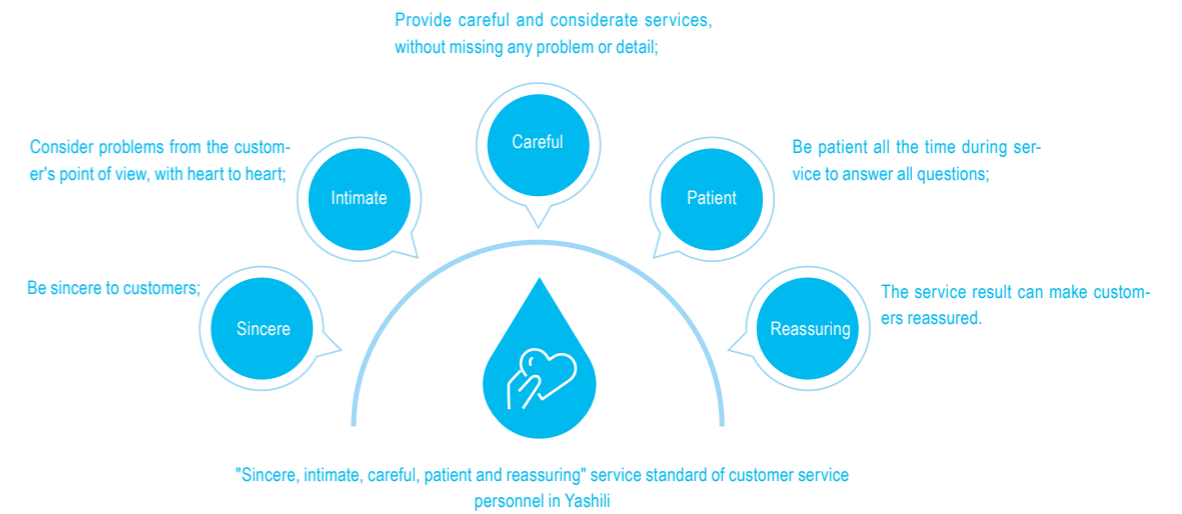 Provide careful and considerate services,
without missing any problem or detail;
Careful
Consider problems from the custom-
er's point of view, with heart to heart;
Intimate
Patient
Be patient all the time during ser-
vice to answer all questions;
Be sincere to customers;
Sincere
Reassuring
The service result can make custom-
ers reassured.
"Sincere, intimate, careful, patient and reassuring" service standard of customer service
personnel in Yashili